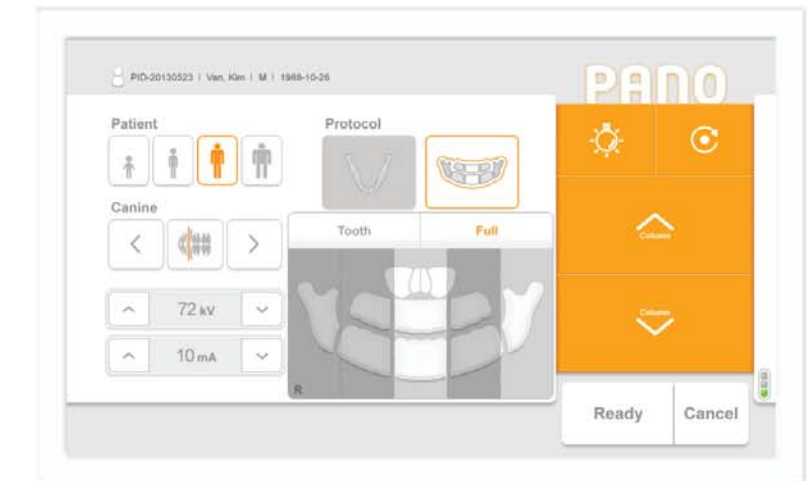 PID-20130523 | Van, Kim | M | 1988-10-26
PANO
Patient
Protocol
Canine
Tooth
Full
72 kV
10 mA
R
Column
Column
Ready
Cancel